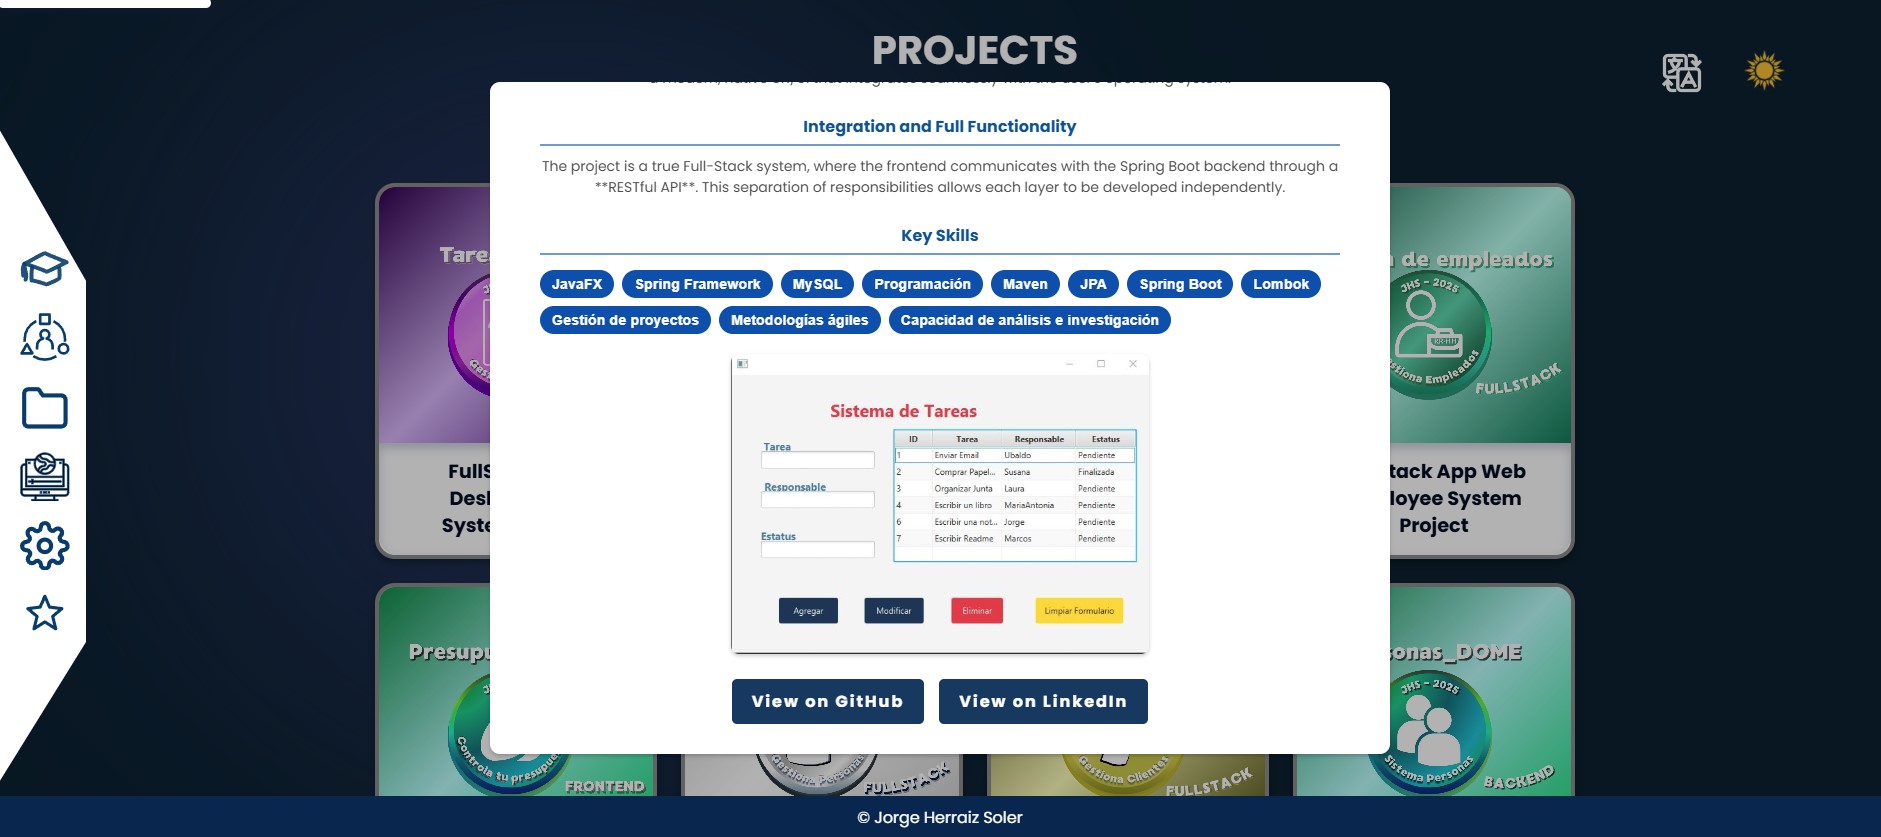 PROJECTS
a modern, native
Integration and Full Functionality
The project is a true Full-Stack system, where the frontend communicates with the Spring Boot backend through a
**RESTful API**. This separation of responsibilities allows each layer to be developed independently.
Key Skills
JavaFX Spring Framework MySQL Programación Maven JPA Spring Boot Lombok
Gestión de proyectos Metodologías ágiles Capacidad de análisis e investigación
Sistema de Tareas
Tarea
Responsable
Estatus
ID Tarea Responsable Estatus
1 Enviar Email Ubaldo Pendiente
2 Comprar Papel... Susana Finalizada
3 Organizar Junta Laura Pendiente
4 Escribir un libro MariaAntonia Pendiente
6 Escribir una not... Jorge Pendiente
7 Escribir Readme Marcos Pendiente
Agregar Modificar Eliminar Limpiar Formulario
View on GitHub View on LinkedIn
Tare
FullS
Desk
Syste
de empleados
JHS - 2025
RR-HH
stiona Empleados
FULLSTACK
tack App Web
loyee System
Project
Presupu
Controla tu presupue
FRONTEND
Gestiona Personas
FULLSTACK
Gestiona Clientes
FULLSTACK
sonas_DOME
JHS - 2025
Sistema Personas
BACKEND
© Jorge Herraiz Soler